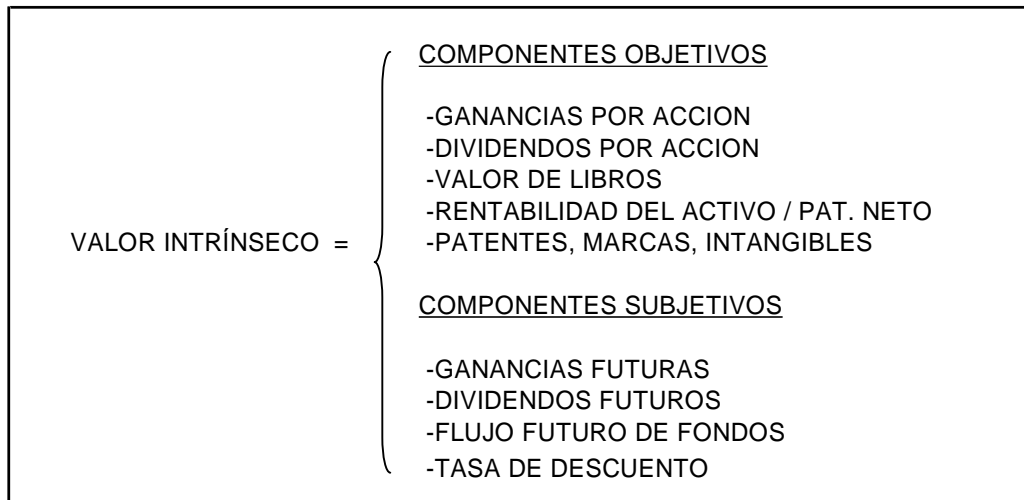 COMPONENTES OBJETIVOS
-GANANCIAS POR ACCION
-DIVIDENDOS POR ACCION
-VALOR DE LIBROS
-RENTABILIDAD DEL ACTIVO / PAT. NETO
VALOR INTRÍNSECO =
-PATENTES, MARCAS, INTANGIBLES
COMPONENTES SUBJETIVOS
-GANANCIAS FUTURAS
-DIVIDENDOS FUTUROS
-FLUJO FUTURO DE FONDOS
-TASA DE DESCUENTO